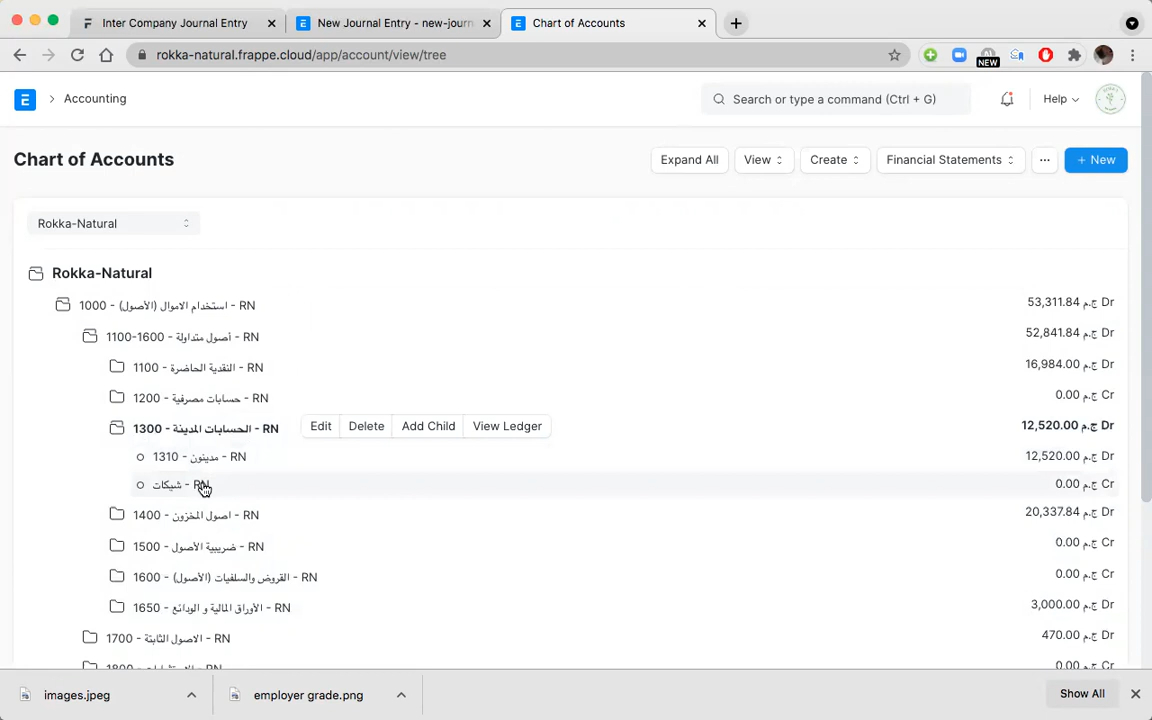 Inter Company Journal Entry
New Journal Entry - new-journ
Chart of Accounts
rokka-natural.frappe.cloud/app/account/view/tree
NEW
E
Accounting
Search or type a command (Ctrl + G)
Help
Chart of Accounts
Expand All
View
Create
Financial Statements
+ New
Rokka-Natural
Rokka-Natural
1000 - استخدام الاموال (الأصول) - RN
53,311.84 ج.م Dr
1100-1600 - أصول متداولة - RN
52,841.84 ج.م Dr
1100 - النقدية الحاضرة - RN
16,984.00 ج.م Dr
1200 - حسابات مصرفية - RN
0.00 ج.م Cr
1300 - الحسابات المدينة - RN
Edit
Delete
Add Child
View Ledger
12,520.00 ج.م Dr
1310 - مدينون - RN
12,520.00 ج.م Dr
شيكات - RN
0.00 ج.م Cr
1400 - اصول المخزون - RN
20,337.84 ج.م Dr
1500 - ضريبية الأصول - RN
0.00 ج.م Cr
1600 - القروض والسلفيات (الأصول) - RN
0.00 ج.م Cr
1650 - الأوراق المالية و الودائع - RN
3,000.00 ج.م Dr
1700 - الاصول الثابتة - RN
470.00 ج.م Dr
0.00 ج.م Cr
images.jpeg
employer grade.png
Show All